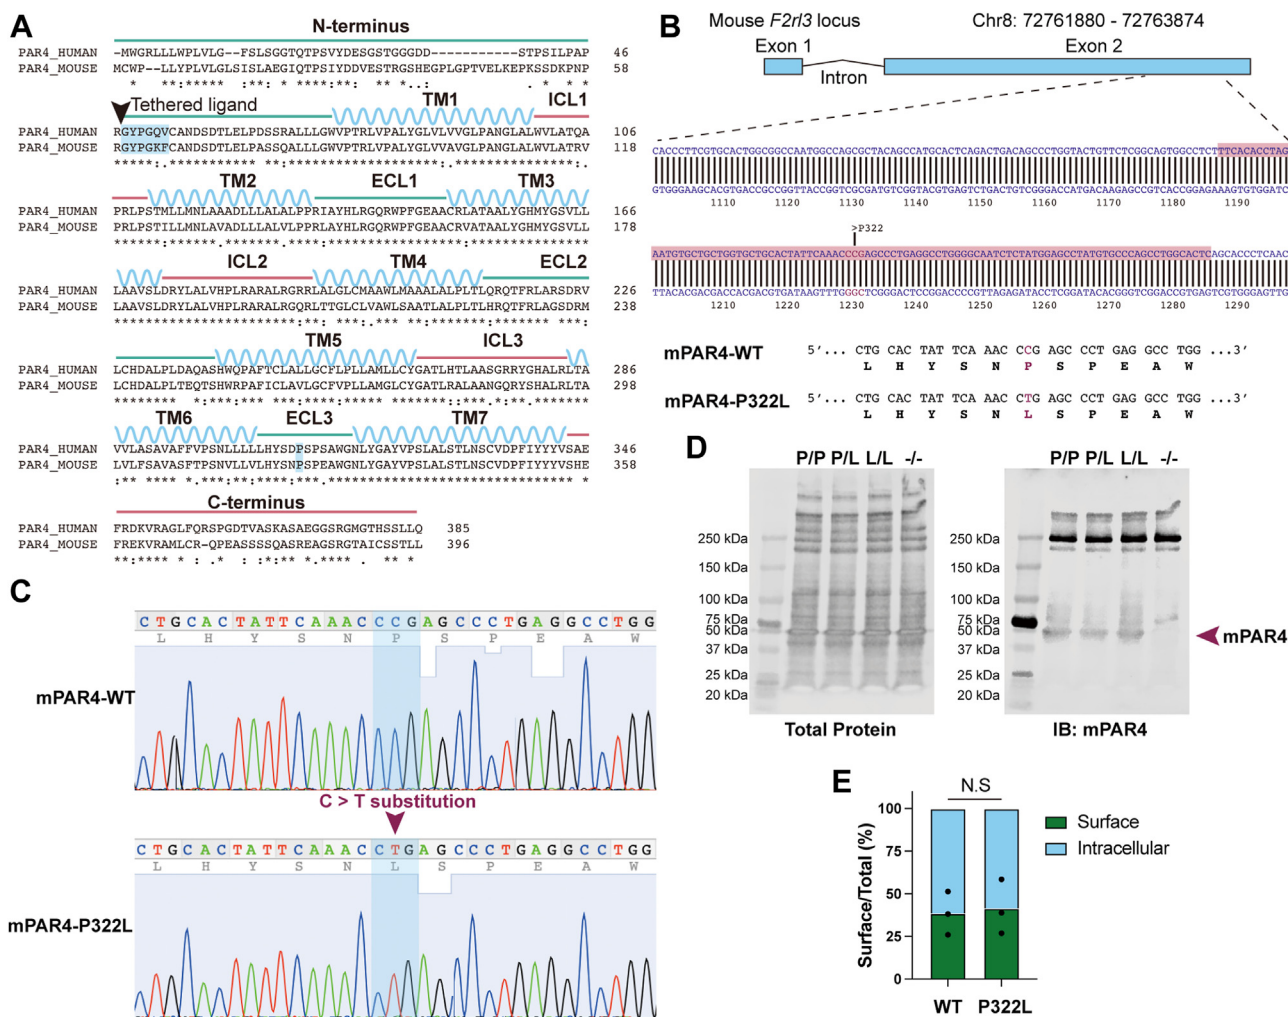 A
N-terminus
PAR4_HUMAN -MWGRLLLWPLVLG--FSLSGGTQTPSVYDESGSTGGGDD-----------STPSILPAP 46
PAR4_MOUSE MCWP--LLYPLVLGLSISLAEGIQTPSIYDDVESTRGSHEGPLGPTVELKEPKSSDKPNP 58
Tethered ligand
TM1
ICL1
PAR4_HUMAN RGYPGQVCANDSDTLELPDSSRALLLGWVPTRLVPALYGLVLVVGLPANGLALWVLATQA 106
PAR4_MOUSE RGYPGKFCANDSDTLELPASSQALLLGWVPTRLVPALYGLVVAVGLPANGLALWVLATRV 118
TM2
ECL1
TM3
PAR4_HUMAN PRLPSTMLLMNLAAADLLLALALPPRIAYHLRGQRWPFGEAACRLATAALYGHMYGSVLL 166
PAR4_MOUSE PRLPSTILLMNLAVADLLLALVLPPRLAYHLRGQRWPFGEAACRVATAALYGHMYGSVLL 178
ICL2
TM4
ECL2
PAR4_HUMAN LAAVSLDRYLALVHPLRARALRGRRLALGLCMAAWLMAAALALPLTLQRQTFRLARSDRV 226
PAR4_MOUSE LAAVSLDRYLALVHPLRARALRGQRLTTGLCLVAWLSAATLALPLTLHRQTFRLAGSDRM 238
TM5
ICL3
PAR4_HUMAN LCHDALPLDAQASHWQPAFTCLALLGCFLPLLAMLLCYGATLHTLAASGRRYGHALRLTA 286
PAR4_MOUSE LCHDALPLTEQTSHWRPAFICLAVLGCFVPLLAMGLCYGATLRALAANGQRYSHALRLTA 298
TM6
ECL3
TM7
PAR4_HUMAN VVLASAVAFFVPSNLLLLLHYSDPSPSAWGNLYGAYVPSLALSTLNSCVDPFIYYYVSAE 346
PAR4_MOUSE LVLFSAVASFTPSNVLLVLHYSNPSPEAWGNLYGAYVPSLALSTLNSCVDPFIYYYVSHE 358
C-terminus
PAR4_HUMAN FRDKVRAGLFQRSPGDTVASKASAEGGSRGMGTHSSLLQ 385
PAR4_MOUSE FREKVRAMLCR-QPEASSSSQASREAGSRGTAICSSTLL 396
B
Mouse F2rl3 locus
Chr8: 72761880 - 72763874
Exon 1
Intron
Exon 2
CACCCTTCGTGCACTGGCGGCCAATGGCCAGCGCTACAGCCATGCACTCAGACTGACAGCCCTGGTACTGTTCTCGGCAGTGGCCTCTTTCACACCTAG
GTGGGAAGCACGTGACCGCCGGTTACCGGTCGCGATGTCGGTACGTGAGTCTGACTGTCGGGACCATGACAAGAGCCGTCACCGGAGAAAGTGTGGATC
1110 1120 1130 1140 1150 1160 1170 1180 1190
>P322
AATGTGCTGCTGGTGCTGCACTATTCAAACCCGAGCCCTGAGGCCTGGGGCAATCTCTATGGAGCCTATGTGCCCAGCCTGGCACTCAGCACCCTCAAC
TTACACGACGACCACGACGTGATAAGTTTGGGCTCGGGACTCCGGACCCCGTTAGAGATACCTCGGATACACGGGTCGGACCGTGAGTCGTGGGAGTTG
1210 1220 1230 1240 1250 1260 1270 1280 1290
mPAR4-WT 5'... CTG CAC TAT TCA AAC CCG AGC CCT GAG GCC TGG ...3'
L H Y S N P S P E A W
mPAR4-P322L 5'... CTG CAC TAT TCA AAC CTG AGC CCT GAG GCC TGG ...3'
L H Y S N L S P E A W
C
CTGCACTATTCAAACCCGAGCCCTGAGGCCTGG
L H Y S N P S P E A W
mPAR4-WT
C > T substitution
CTGCACTATTCAAACCTGAGCCCTGAGGCCTGG
L H Y S N L S P E A W
mPAR4-P322L
D
P/P P/L L/L -/-
250 kDa
150 kDa
100 kDa
75 kDa
50 kDa
37 kDa
25 kDa
20 kDa
Total Protein
P/P P/L L/L -/-
250 kDa
150 kDa
100 kDa
75 kDa
50 kDa
37 kDa
25 kDa
20 kDa
mPAR4
IB: mPAR4
E
N.S
Surface/Total (%)
100
75
50
25
0
WT P322L
Surface
Intracellular